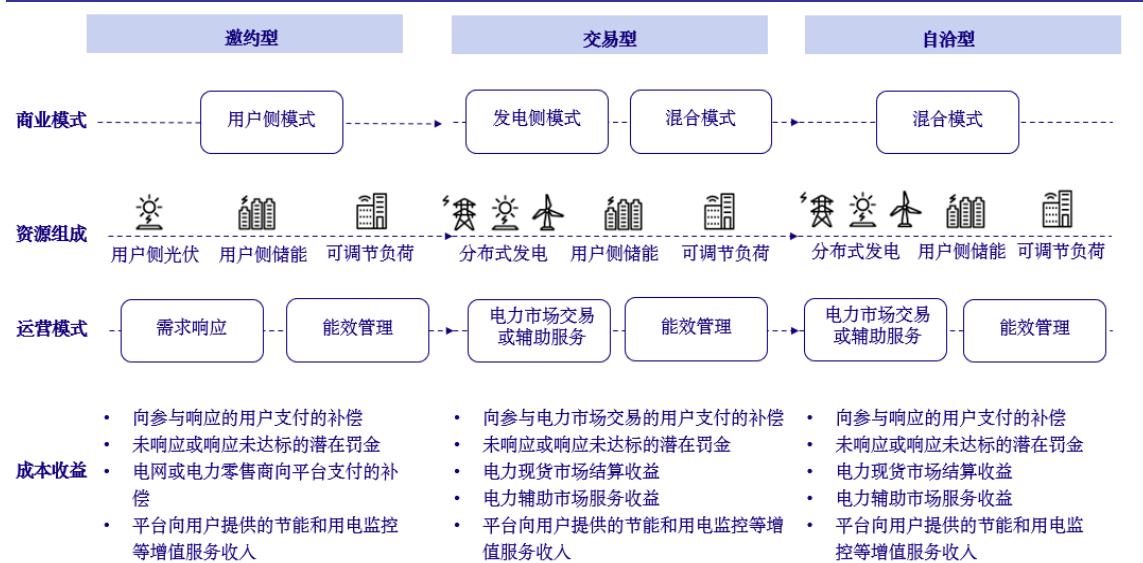 邀约型
交易型
自洽型
商业模式
用户侧模式
发电侧模式
混合模式
混合模式
资源组成
用户侧光伏
用户侧储能
可调节负荷
分布式发电
用户侧储能
可调节负荷
分布式发电
用户侧储能
可调节负荷
运营模式
需求响应
能效管理
电力市场交易
或辅助服务
能效管理
电力市场交易
或辅助服务
能效管理
成本收益
• 向参与响应的用户支付的补偿
• 未响应或响应未达标的潜在罚金
• 电网或电力零售商向平台支付的补
偿
• 平台向用户提供的节能和用电监控
等增值服务收入
• 向参与电力市场交易的用户支付的补偿
• 未响应或响应未达标的潜在罚金
• 电力现货市场结算收益
• 电力辅助市场服务收益
• 平台向用户提供的节能和用电监控等增
值服务收入
• 向参与响应的用户支付的补偿
• 未响应或响应未达标的潜在罚金
• 电力现货市场结算收益
• 电力辅助市场服务收益
• 平台向用户提供的节能和用电监
控等增值服务收入